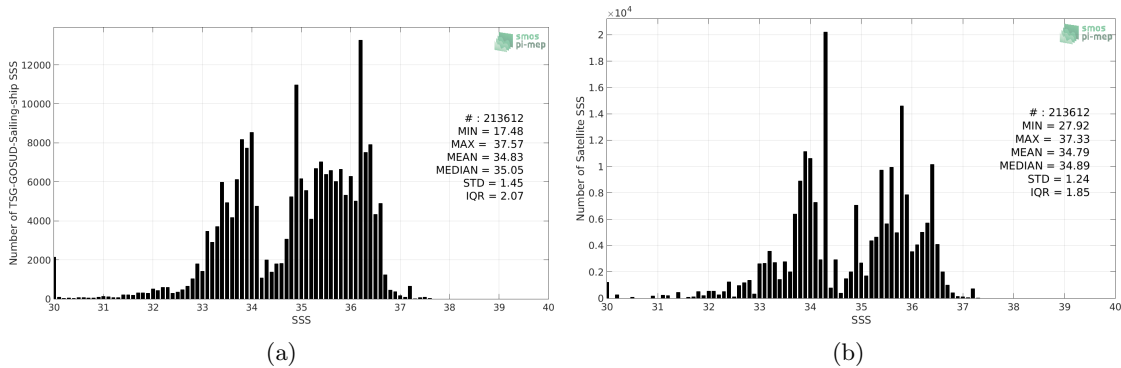 smos
pi-mep
Number of TSG-GOSUD-Sailing-ship SSS
12000
10000
8000
6000
4000
2000
0
# : 213612
MIN = 17.48
MAX = 37.57
MEAN = 34.83
MEDIAN = 35.05
STD = 1.45
IQR = 2.07
30 31 32 33 34 35 36 37 38 39 40
SSS
(a)
×10⁴
smos
pi-mep
Number of Satellite SSS
2
1.8
1.6
1.4
1.2
1
0.8
0.6
0.4
0.2
0
# : 213612
MIN = 27.92
MAX = 37.33
MEAN = 34.79
MEDIAN = 34.89
STD = 1.24
IQR = 1.85
30 31 32 33 34 35 36 37 38 39 40
SSS
(b)